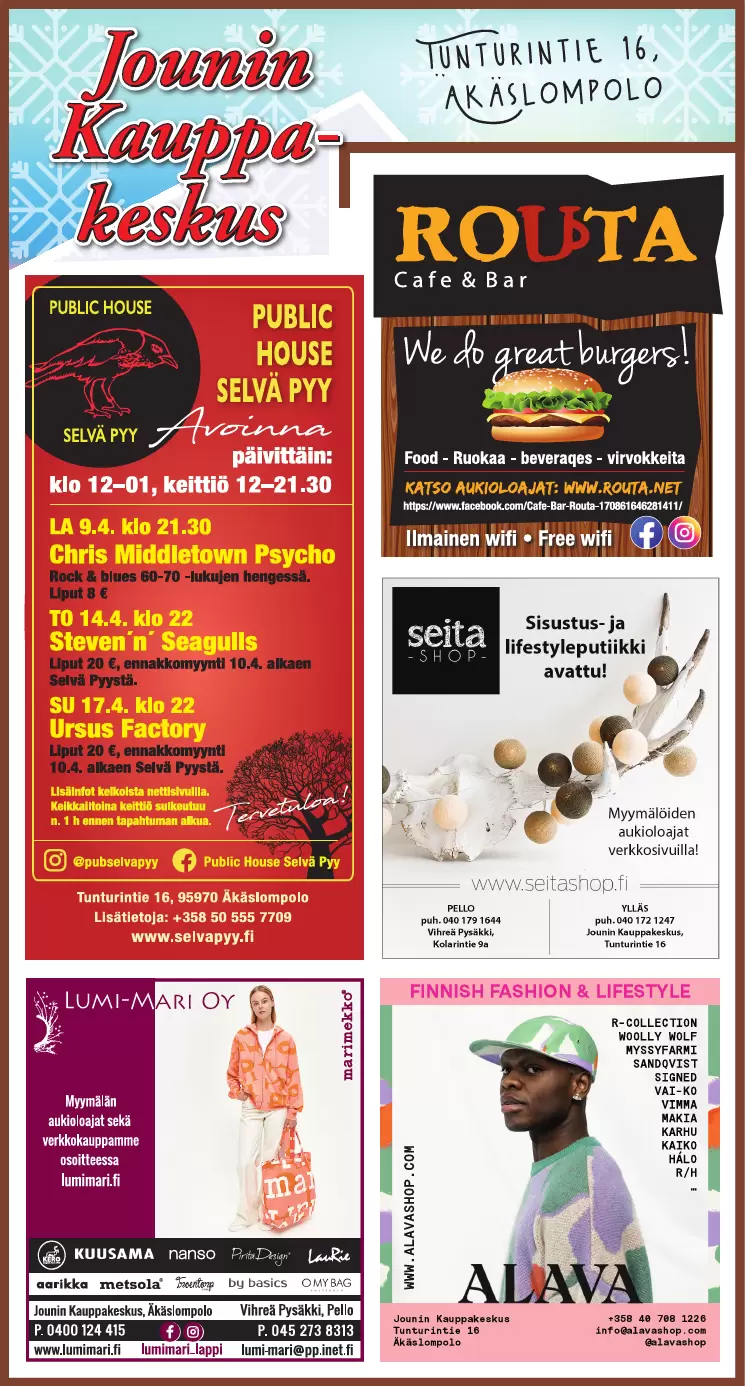 Jounin
Kauppa-
keskus
TUNTURINTIE 16,
ÄKÄSLOMPOLO
PUBLIC HOUSE
SELVÄ PYY
PUBLIC
HOUSE
SELVÄ PYY
Avoinna
päivittäin:
klo 12–01, keittiö 12–21.30
LA 9.4. klo 21.30
Chris Middletown Psycho
Rock & blues 60-70 -lukujen hengessä.
Liput 8 €
TO 14.4. klo 22
Steven´n´ Seagulls
Liput 20 €, ennakkomyynti 10.4. alkaen
Selvä Pyystä.
SU 17.4. klo 22
Ursus Factory
Liput 20 €, ennakkomyynti
10.4. alkaen Selvä Pyystä.
Lisäinfot keikoista nettisivuilla.
Keikkailtoina keittiö sulkeutuu
n. 1 h ennen tapahtuman alkua.
Tervetuloa!
@pubselvapyy
Public House Selvä Pyy
Tunturintie 16, 95970 Äkäslompolo
Lisätietoja: +358 50 555 7709
www.selvapyy.fi
ROUTA
Cafe & Bar
We do great burgers!
Food - Ruokaa - beverages - virvokkeita
KATSO AUKIOLOAJAT: WWW.ROUTA.NET
https://www.facebook.com/Cafe-Bar-Routa-170861646281411/
Ilmainen wifi • Free wifi
seita
-SHOP-
Sisustus- ja
lifestyleputiikki
avattu!
Myymälöiden
aukioloajat
verkkosivuilla!
www.seitashop.fi
PELLO
puh. 040 179 1644
Vihreä Pysäkki,
Kolarintie 9a
YLLÄS
puh. 040 172 1247
Jounin Kauppakeskus,
Tunturintie 16
LUMI-MARI OY
marimekko®
Myymälän
aukioloajat sekä
verkkokauppamme
osoitteessa
lumimari.fi
mar
KERO
KUUSAMA nanso Pirita Design LauRie
aarikka metsola® Torstorp by basics O MY BAG
Jounin Kauppakeskus, Äkäslompolo
P. 0400 124 415
www.lumimari.fi
lumimari_lappi
Vihreä Pysäkki, Pello
P. 045 273 8313
lumi-mari@pp.inet.fi
FINNISH FASHION & LIFESTYLE
R-COLLECTION
WOOLLY WOLF
MYSSYFARMI
SANDQVIST
SIGNED
VAI-KO
VIMMA
MAKIA
KARHU
KAIKO
HÁLO
R/H
…
WWW.ALAVASHOP.COM
ALAVA
Jounin Kauppakeskus
Tunturintie 16
Äkäslompolo
+358 40 708 1226
info@alavashop.com
@alavashop